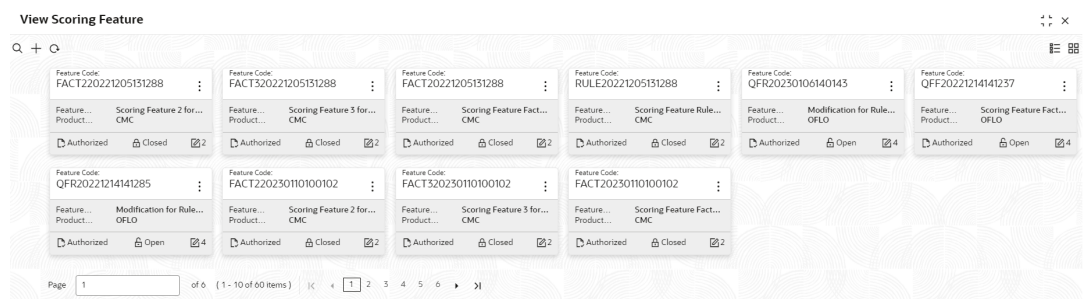 View Scoring Feature
Feature Code: Feature Code: Feature Code: Feature Code: Feature Code: Feature Code:
FACT220221205131288 FACT320221205131288 FACT20221205131288 RULE20221205131288 QFR20230106140143 QFF20221214141237
Feature... Scoring Feature 2 for... Feature... Scoring Feature 3 for... Feature... Scoring Feature Fact... Feature... Scoring Feature Rule... Feature... Modification for Rule... Feature... Scoring Feature Fact...
Product... CMC Product... CMC Product... CMC Product... CMC Product... OFLO Product... OFLO
Authorized Closed 2 Authorized Closed 2 Authorized Closed 2 Authorized Closed 2 Authorized Open 4 Authorized Open 4
Feature Code: Feature Code: Feature Code: Feature Code:
QFR20221214141285 FACT220230110100102 FACT320230110100102 FACT20230110100102
Feature... Modification for Rule... Feature... Scoring Feature 2 for... Feature... Scoring Feature 3 for... Feature... Scoring Feature Fact...
Product... OFLO Product... CMC Product... CMC Product... CMC
Authorized Open 4 Authorized Closed 2 Authorized Closed 2 Authorized Closed 2
Page 1 of 6 (1 - 10 of 60 items) 1 2 3 4 5 6